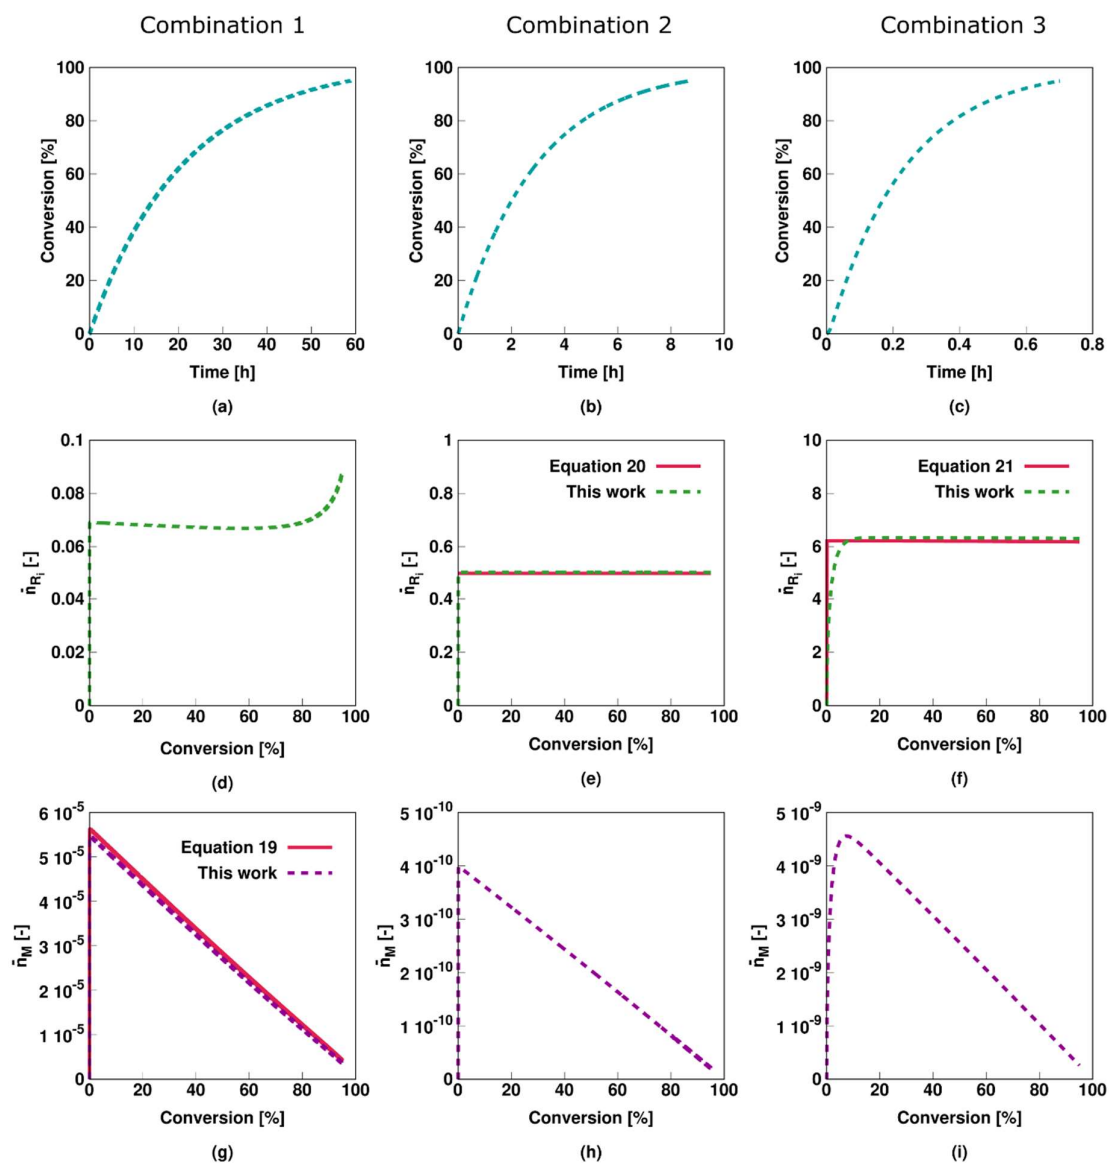 Combination 1 Combination 2 Combination 3
100
80
60
40
20
0
Conversion [%]
0 10 20 30 40 50 60
Time [h]
(a)
100
80
60
40
20
0
Conversion [%]
0 2 4 6 8 10
Time [h]
(b)
100
80
60
40
20
0
Conversion [%]
0 0.2 0.4 0.6 0.8
Time [h]
(c)
0.1
0.08
0.06
0.04
0.02
0
n̄Ri [-]
0 20 40 60 80 100
Conversion [%]
(d)
1
0.8
0.6
0.4
0.2
0
n̄Ri [-]
Equation 20
This work
0 20 40 60 80 100
Conversion [%]
(e)
10
8
6
4
2
0
n̄Ri [-]
Equation 21
This work
0 20 40 60 80 100
Conversion [%]
(f)
6 10-5
5 10-5
4 10-5
3 10-5
2 10-5
1 10-5
0
n̄M [-]
Equation 19
This work
0 20 40 60 80 100
Conversion [%]
(g)
5 10-10
4 10-10
3 10-10
2 10-10
1 10-10
0
n̄M [-]
0 20 40 60 80 100
Conversion [%]
(h)
5 10-9
4 10-9
3 10-9
2 10-9
1 10-9
0
n̄M [-]
0 20 40 60 80 100
Conversion [%]
(i)